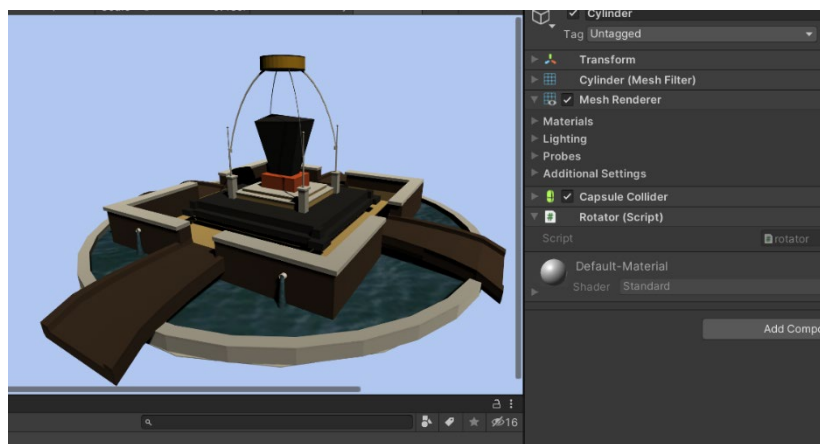 Cylinder
Tag Untagged
Transform
Cylinder (Mesh Filter)
Mesh Renderer
Materials
Lighting
Probes
Additional Settings
Capsule Collider
# Rotator (Script)
Script rotator
Default-Material
Shader Standard
Add Compo
16